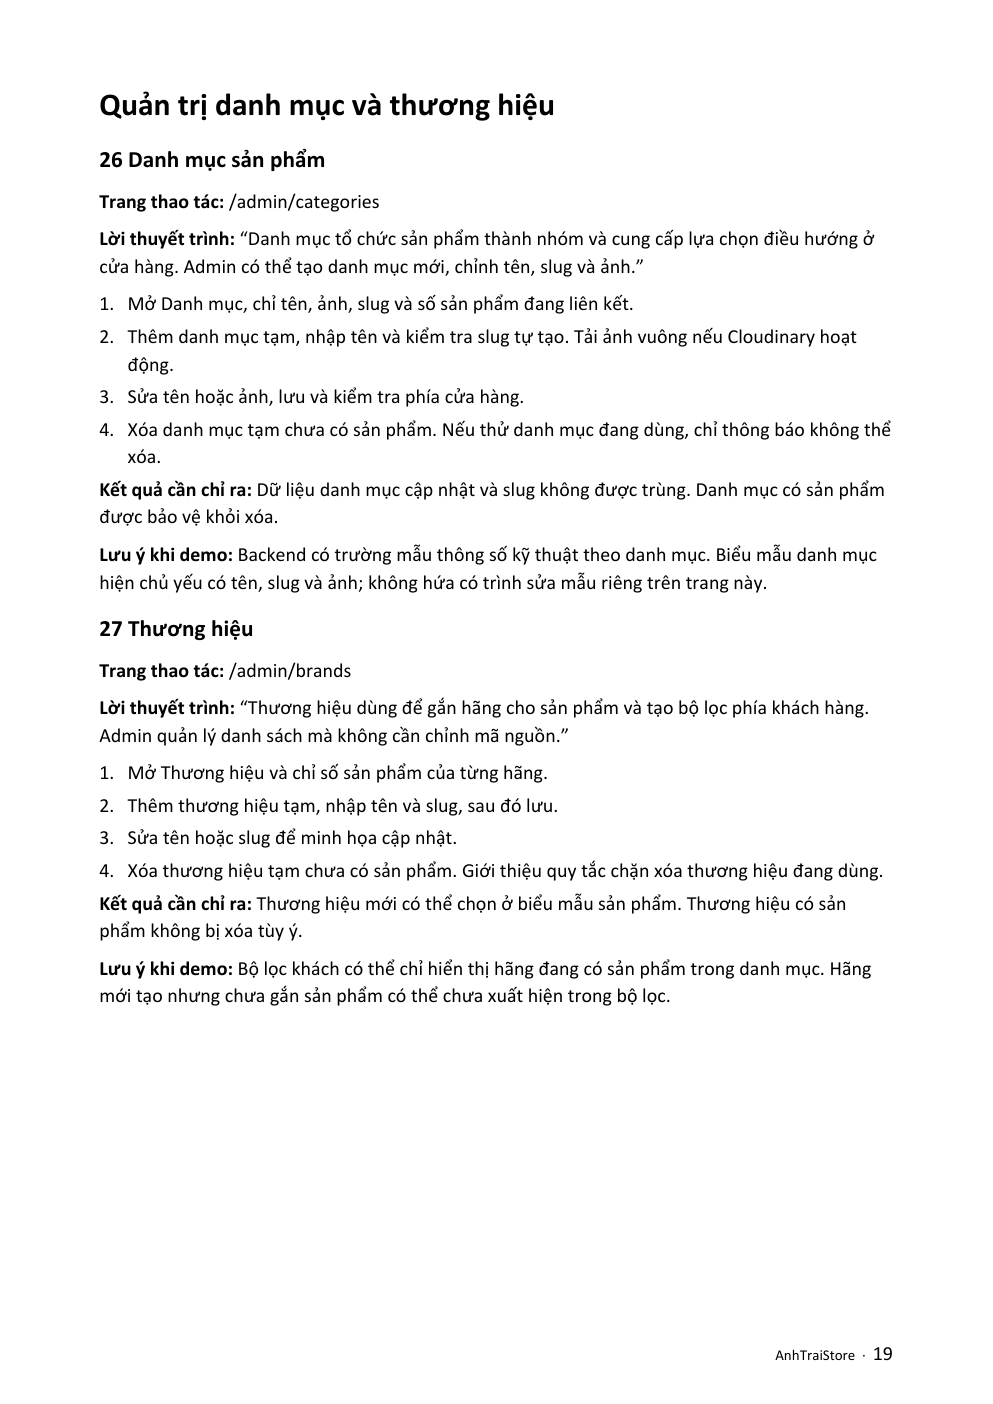 Quản trị danh mục và thương hiệu
26 Danh mục sản phẩm
Trang thao tác: /admin/categories
Lời thuyết trình: “Danh mục tổ chức sản phẩm thành nhóm và cung cấp lựa chọn điều hướng ở
cửa hàng. Admin có thể tạo danh mục mới, chỉnh tên, slug và ảnh.”
1. Mở Danh mục, chỉ tên, ảnh, slug và số sản phẩm đang liên kết.
2. Thêm danh mục tạm, nhập tên và kiểm tra slug tự tạo. Tải ảnh vuông nếu Cloudinary hoạt
động.
3. Sửa tên hoặc ảnh, lưu và kiểm tra phía cửa hàng.
4. Xóa danh mục tạm chưa có sản phẩm. Nếu thử danh mục đang dùng, chỉ thông báo không thể
xóa.
Kết quả cần chỉ ra: Dữ liệu danh mục cập nhật và slug không được trùng. Danh mục có sản phẩm
được bảo vệ khỏi xóa.
Lưu ý khi demo: Backend có trường mẫu thông số kỹ thuật theo danh mục. Biểu mẫu danh mục
hiện chủ yếu có tên, slug và ảnh; không hứa có trình sửa mẫu riêng trên trang này.
27 Thương hiệu
Trang thao tác: /admin/brands
Lời thuyết trình: “Thương hiệu dùng để gắn hãng cho sản phẩm và tạo bộ lọc phía khách hàng.
Admin quản lý danh sách mà không cần chỉnh mã nguồn.”
1. Mở Thương hiệu và chỉ số sản phẩm của từng hãng.
2. Thêm thương hiệu tạm, nhập tên và slug, sau đó lưu.
3. Sửa tên hoặc slug để minh họa cập nhật.
4. Xóa thương hiệu tạm chưa có sản phẩm. Giới thiệu quy tắc chặn xóa thương hiệu đang dùng.
Kết quả cần chỉ ra: Thương hiệu mới có thể chọn ở biểu mẫu sản phẩm. Thương hiệu có sản
phẩm không bị xóa tùy ý.
Lưu ý khi demo: Bộ lọc khách có thể chỉ hiển thị hãng đang có sản phẩm trong danh mục. Hãng
mới tạo nhưng chưa gắn sản phẩm có thể chưa xuất hiện trong bộ lọc.
AnhTraiStore · 19